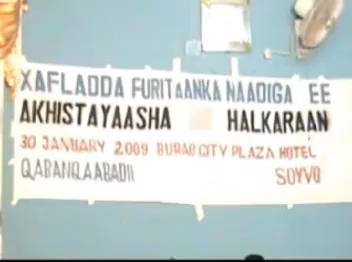 XAFLADDA FURITAANKA NAADIGA EE
AKHISTAYAASHA HALKARAAN
30 JANUARY 2009 BURAO CITY PLAZA HOTEL
QABANQAABADII SOYVO